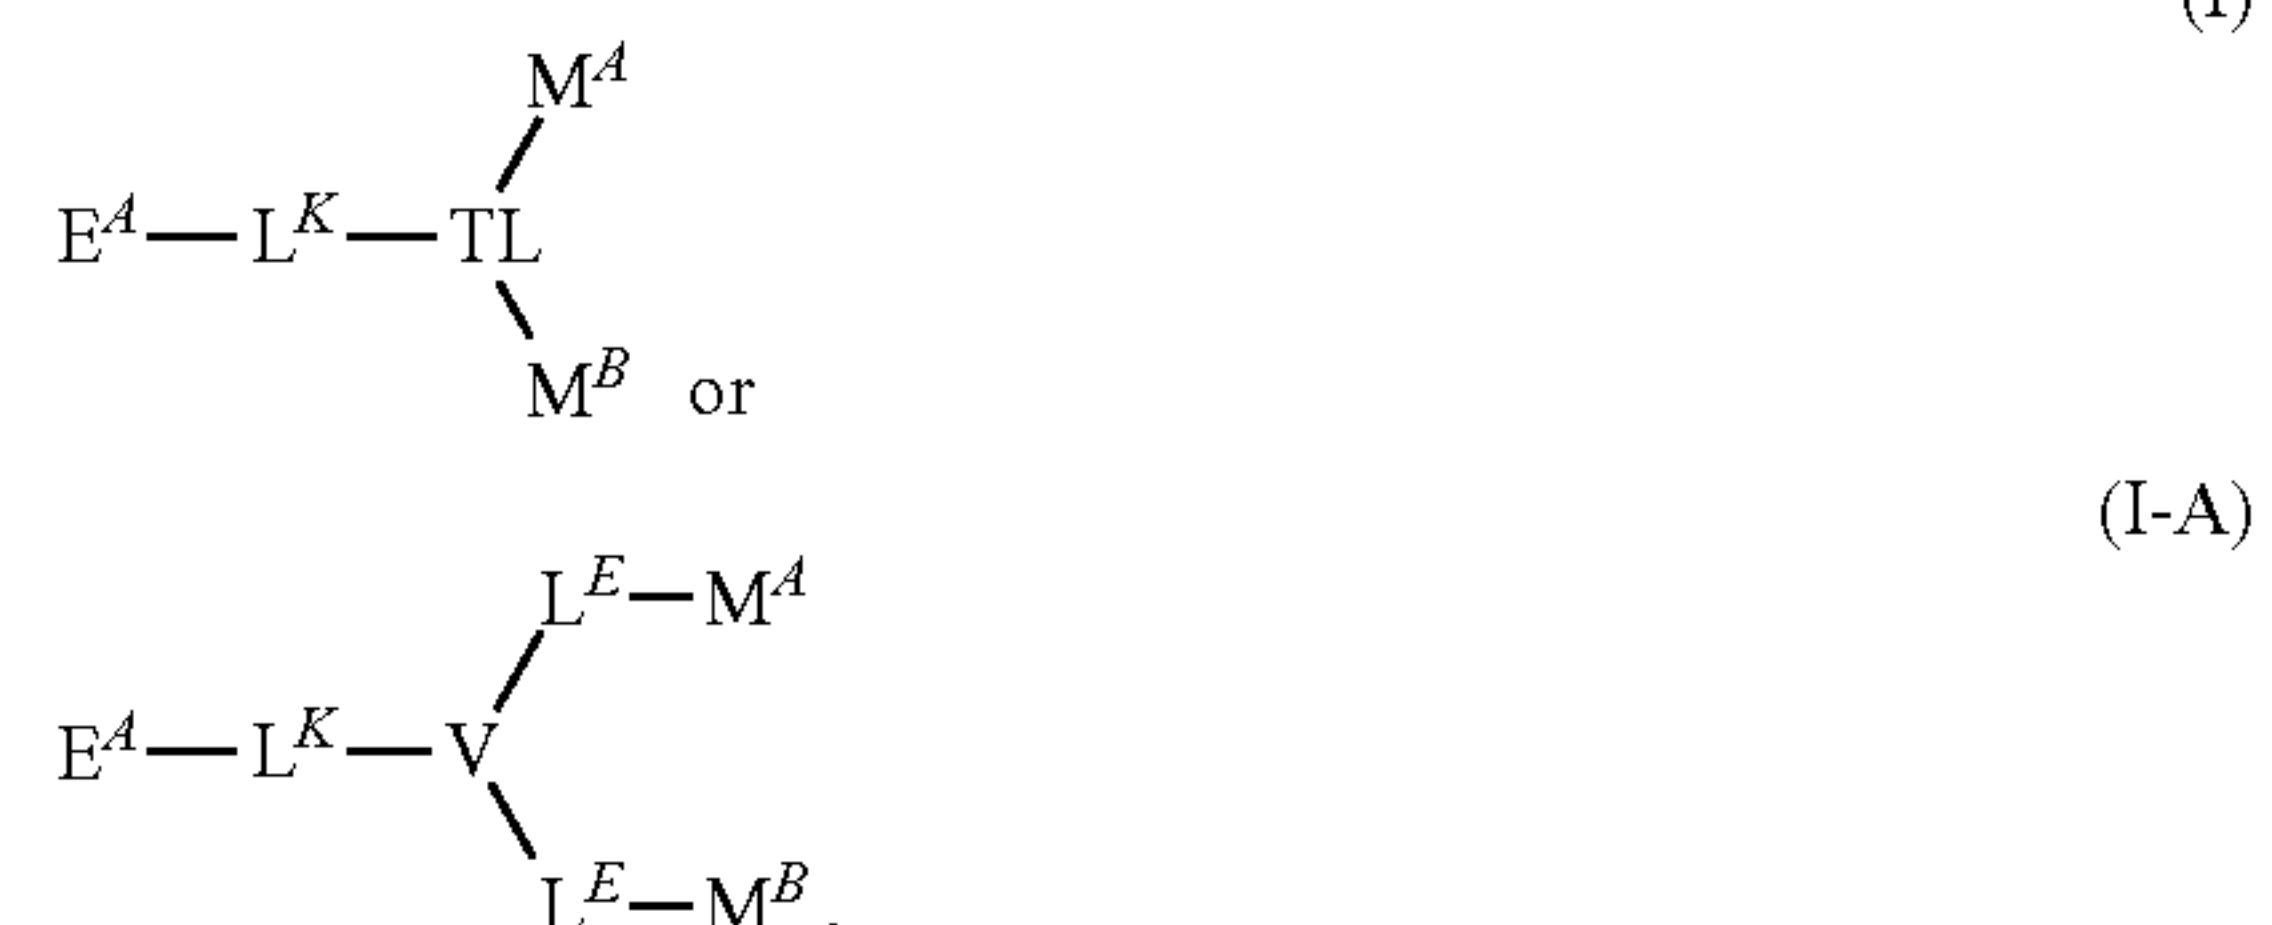 (I)
M^A
E^A—L^K—TL
M^B or
(I-A)
L^E—M^A
E^A—L^K—V
L^E—M^B